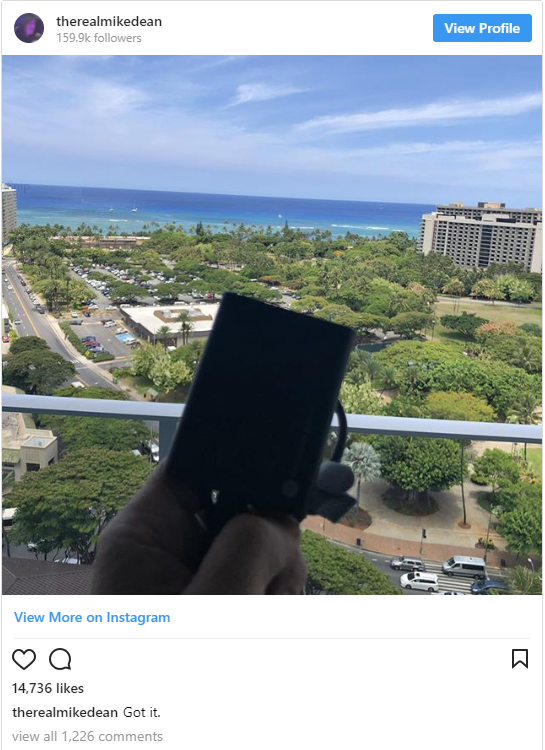 therealmikedean
159.9k followers
View Profile
View More on Instagram
14,736 likes
therealmikedean Got it.
view all 1,226 comments